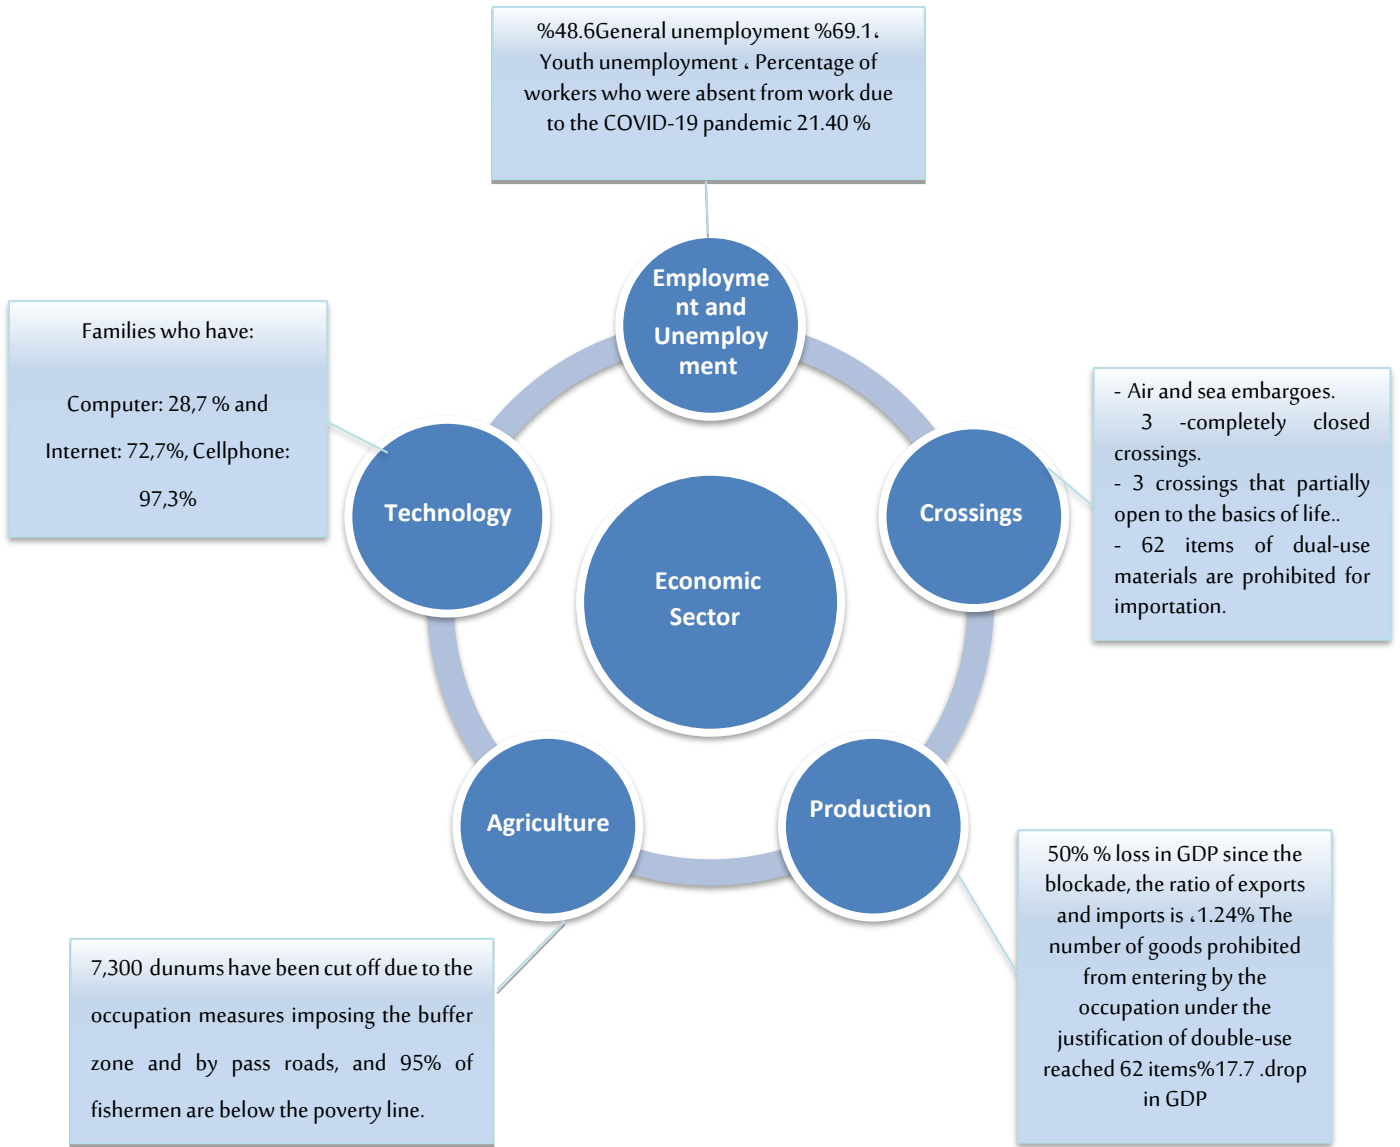 %48.6General unemployment %69.1،
Youth unemployment ، Percentage of
workers who were absent from work due
to the COVID-19 pandemic 21.40 %
Employme
nt and
Unemploy
ment
Families who have:
Computer: 28,7 % and
Internet: 72,7%, Cellphone:
97,3%
Technology
- Air and sea embargoes.
3 -completely closed
crossings.
- 3 crossings that partially
open to the basics of life..
- 62 items of dual-use
materials are prohibited for
importation.
Crossings
Economic
Sector
Agriculture
7,300 dunums have been cut off due to the
occupation measures imposing the buffer
zone and by pass roads, and 95% of
fishermen are below the poverty line.
Production
50% % loss in GDP since the
blockade, the ratio of exports
and imports is ،1.24% The
number of goods prohibited
from entering by the
occupation under the
justification of double-use
reached 62 items%17.7 .drop
in GDP